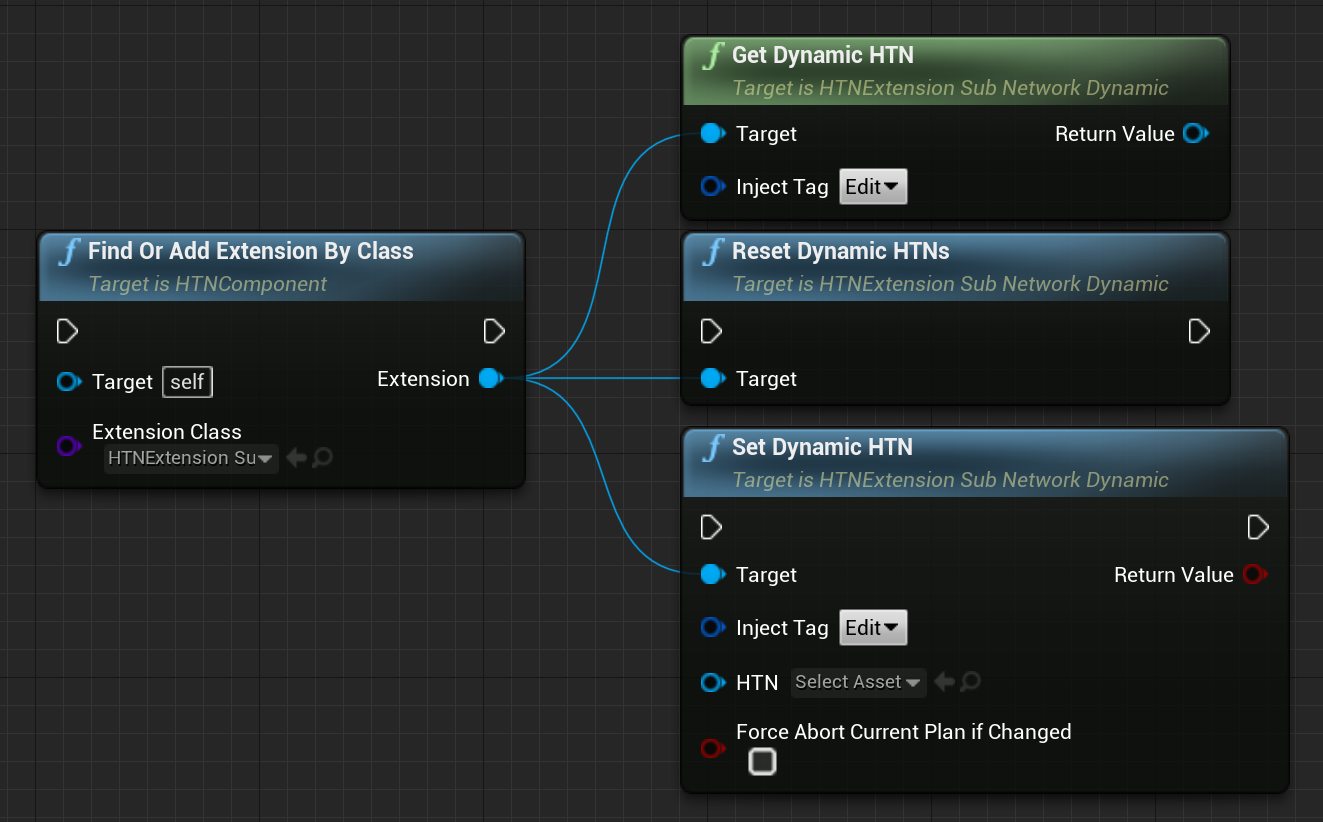 Find Or Add Extension By Class
Target is HTNComponent
Target self
Extension
Extension Class
HTNExtension Su
Get Dynamic HTN
Target is HTNExtension Sub Network Dynamic
Target Return Value
Inject Tag Edit
Reset Dynamic HTNs
Target is HTNExtension Sub Network Dynamic
Target
Set Dynamic HTN
Target is HTNExtension Sub Network Dynamic
Target Return Value
Inject Tag Edit
HTN Select Asset
Force Abort Current Plan if Changed